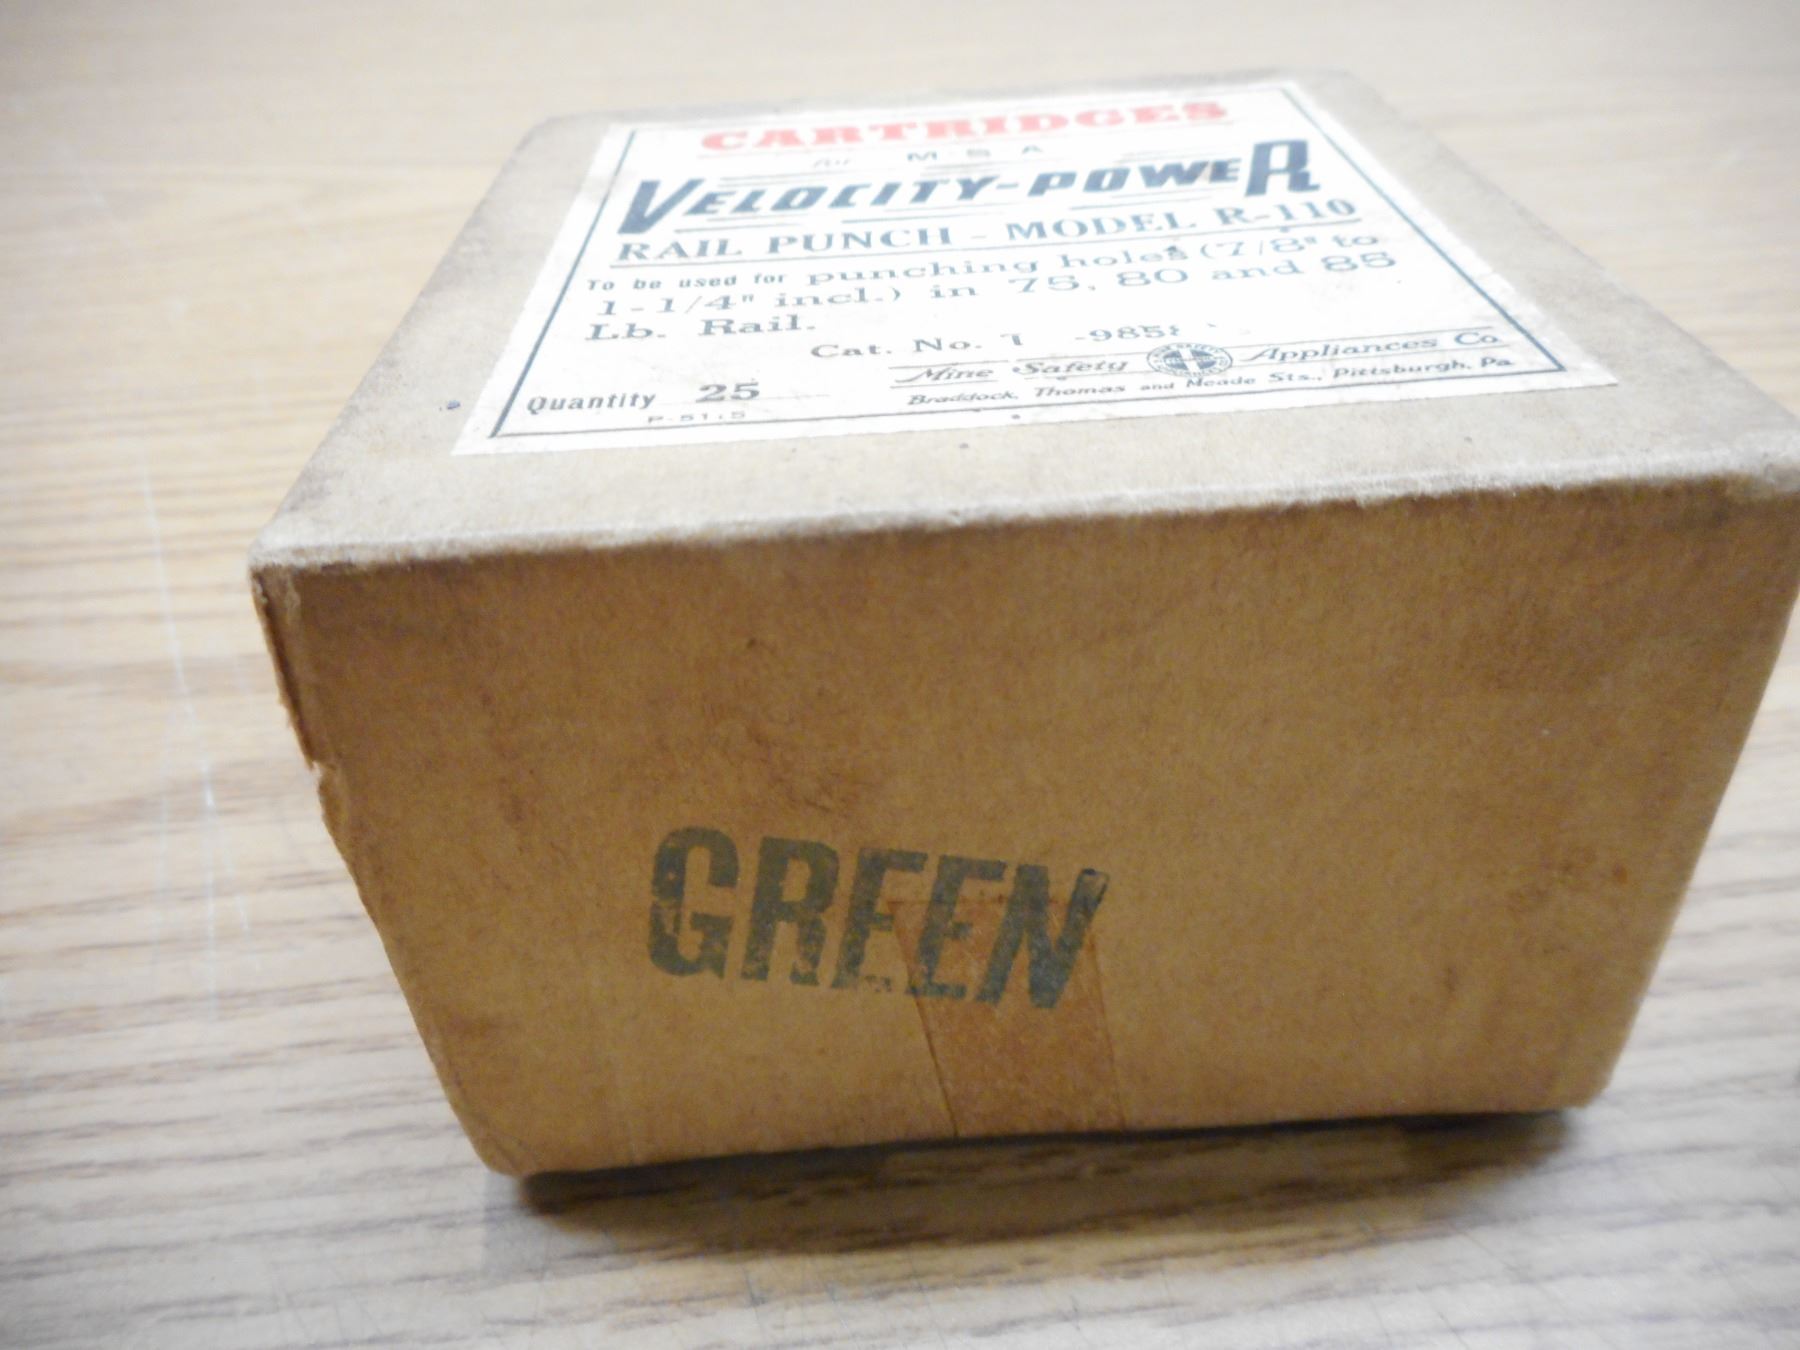 CARTRIDGES
for M S A
VELOCITY-POWER
RAIL PUNCH - MODEL R-110
To be used for punching holes (7/8" to
1-1/4" incl.) in 75, 80 and 85
Lb. Rail.
Cat. No.
Quantity 25
Mine Safety Appliances Co.
Braddock, Thomas and Meade Sts., Pittsburgh, Pa.
GREEN